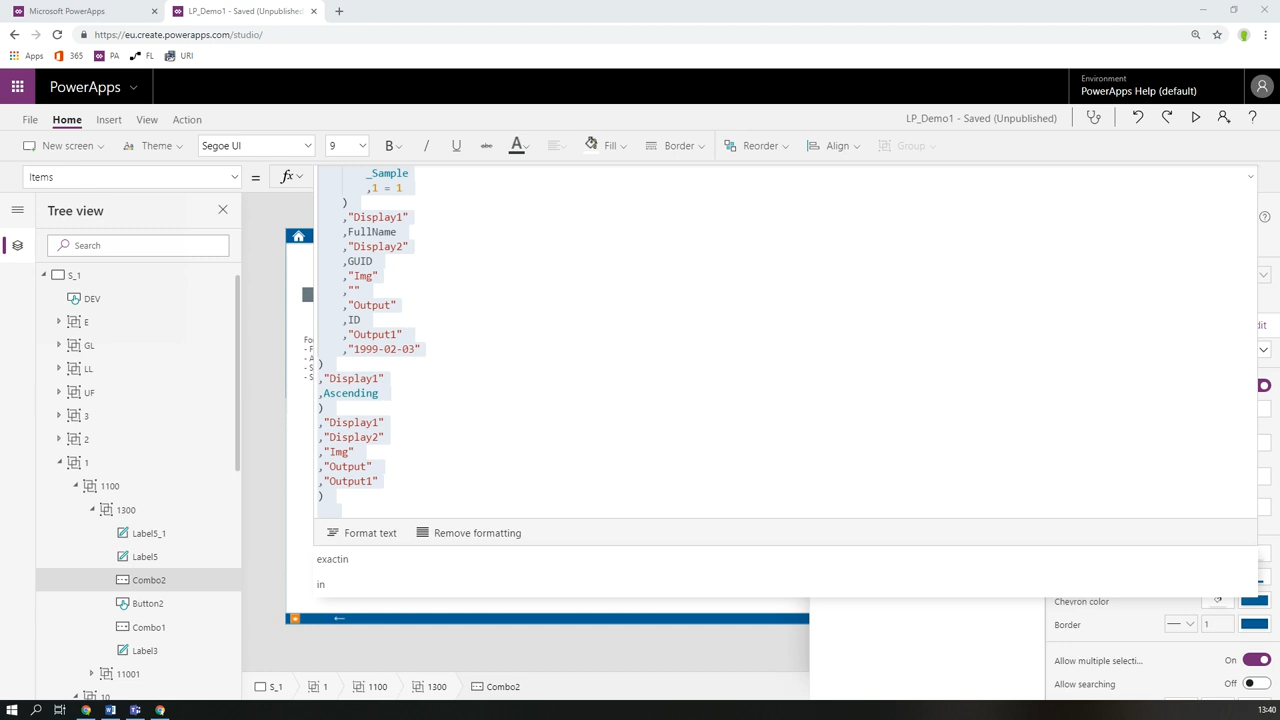 Microsoft PowerApps
LP_Demo1 - Saved (Unpublished)
https://eu.create.powerapps.com/studio/
Apps
365
PA
FL
URI
PowerApps
Environment
PowerApps Help (default)
File
Home
Insert
View
Action
LP_Demo1 - Saved (Unpublished)
New screen
Theme
Segoe UI
9
B
/
U
abc
A
Fill
Border
Reorder
Align
Group
Items
=
fx
_Sample
,1 = 1
)
,"Display1"
,FullName
,"Display2"
,GUID
,"Img"
,""
,"Output"
,ID
,"Output1"
,"1999-02-03"
)
,"Display1"
,Ascending
)
,"Display1"
,"Display2"
,"Img"
,"Output"
,"Output1"
)
Format text
Remove formatting
exactin
in
Tree view
Search
S_1
DEV
E
GL
LL
UF
3
2
1
1100
1300
Label5_1
Label5
Combo2
Button2
Combo1
Label3
11001
10
Chevron color
Border
1
Allow multiple selecti...
On
Allow searching
Off
S_1
1
1100
1300
Combo2
13:40